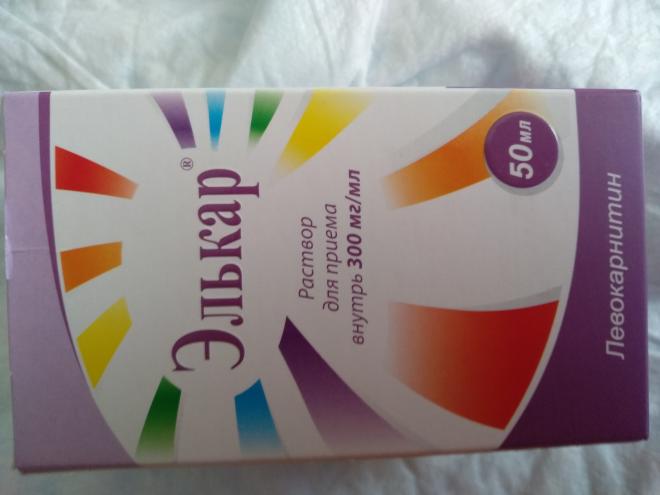 Элькар®
Раствор
для приема
внутрь 300 мг/мл
50 мл
Левокарнитин